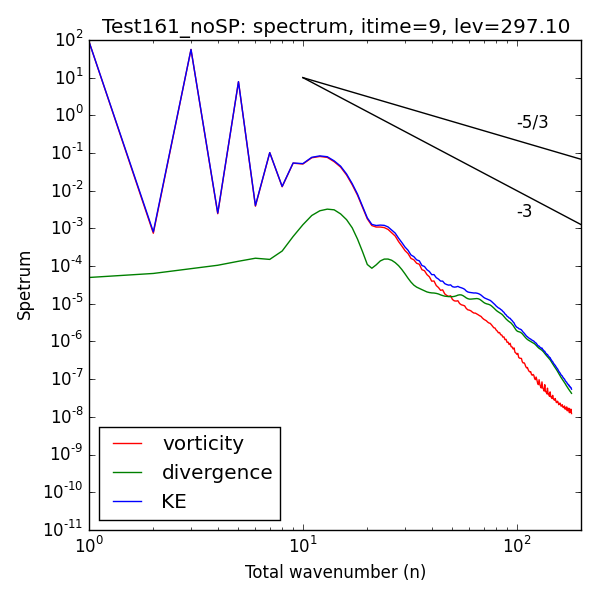 Test161_noSP: spectrum, itime=9, lev=297.10
10^2
10^1
10^0
10^-1
10^-2
10^-3
10^-4
10^-5
10^-6
10^-7
10^-8
10^-9
10^-10
10^-11
Spetrum
-5/3
-3
vorticity
divergence
KE
10^0 10^1 10^2
Total wavenumber (n)